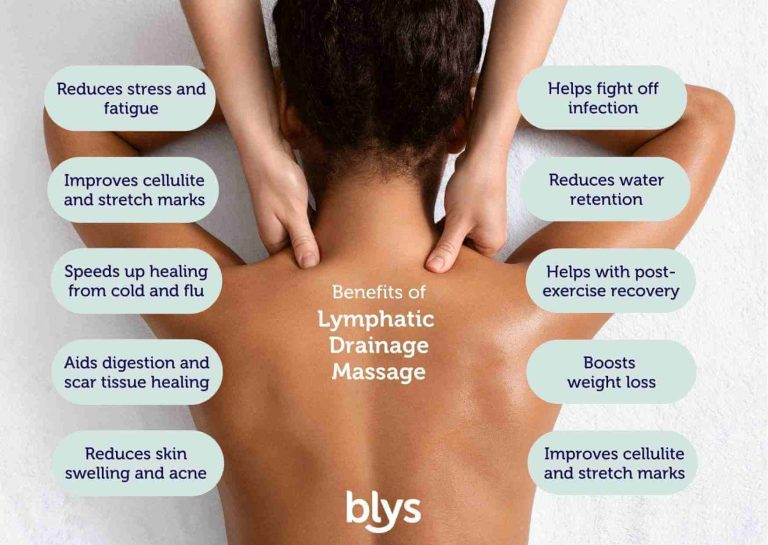 Reduces stress and
fatigue
Improves cellulite
and stretch marks
Speeds up healing
from cold and flu
Aids digestion and
scar tissue healing
Reduces skin
swelling and acne
Benefits of
Lymphatic
Drainage
Massage
Helps fight off
infection
Reduces water
retention
Helps with post-
exercise recovery
Boosts
weight loss
Improves cellulite
and stretch marks
blys